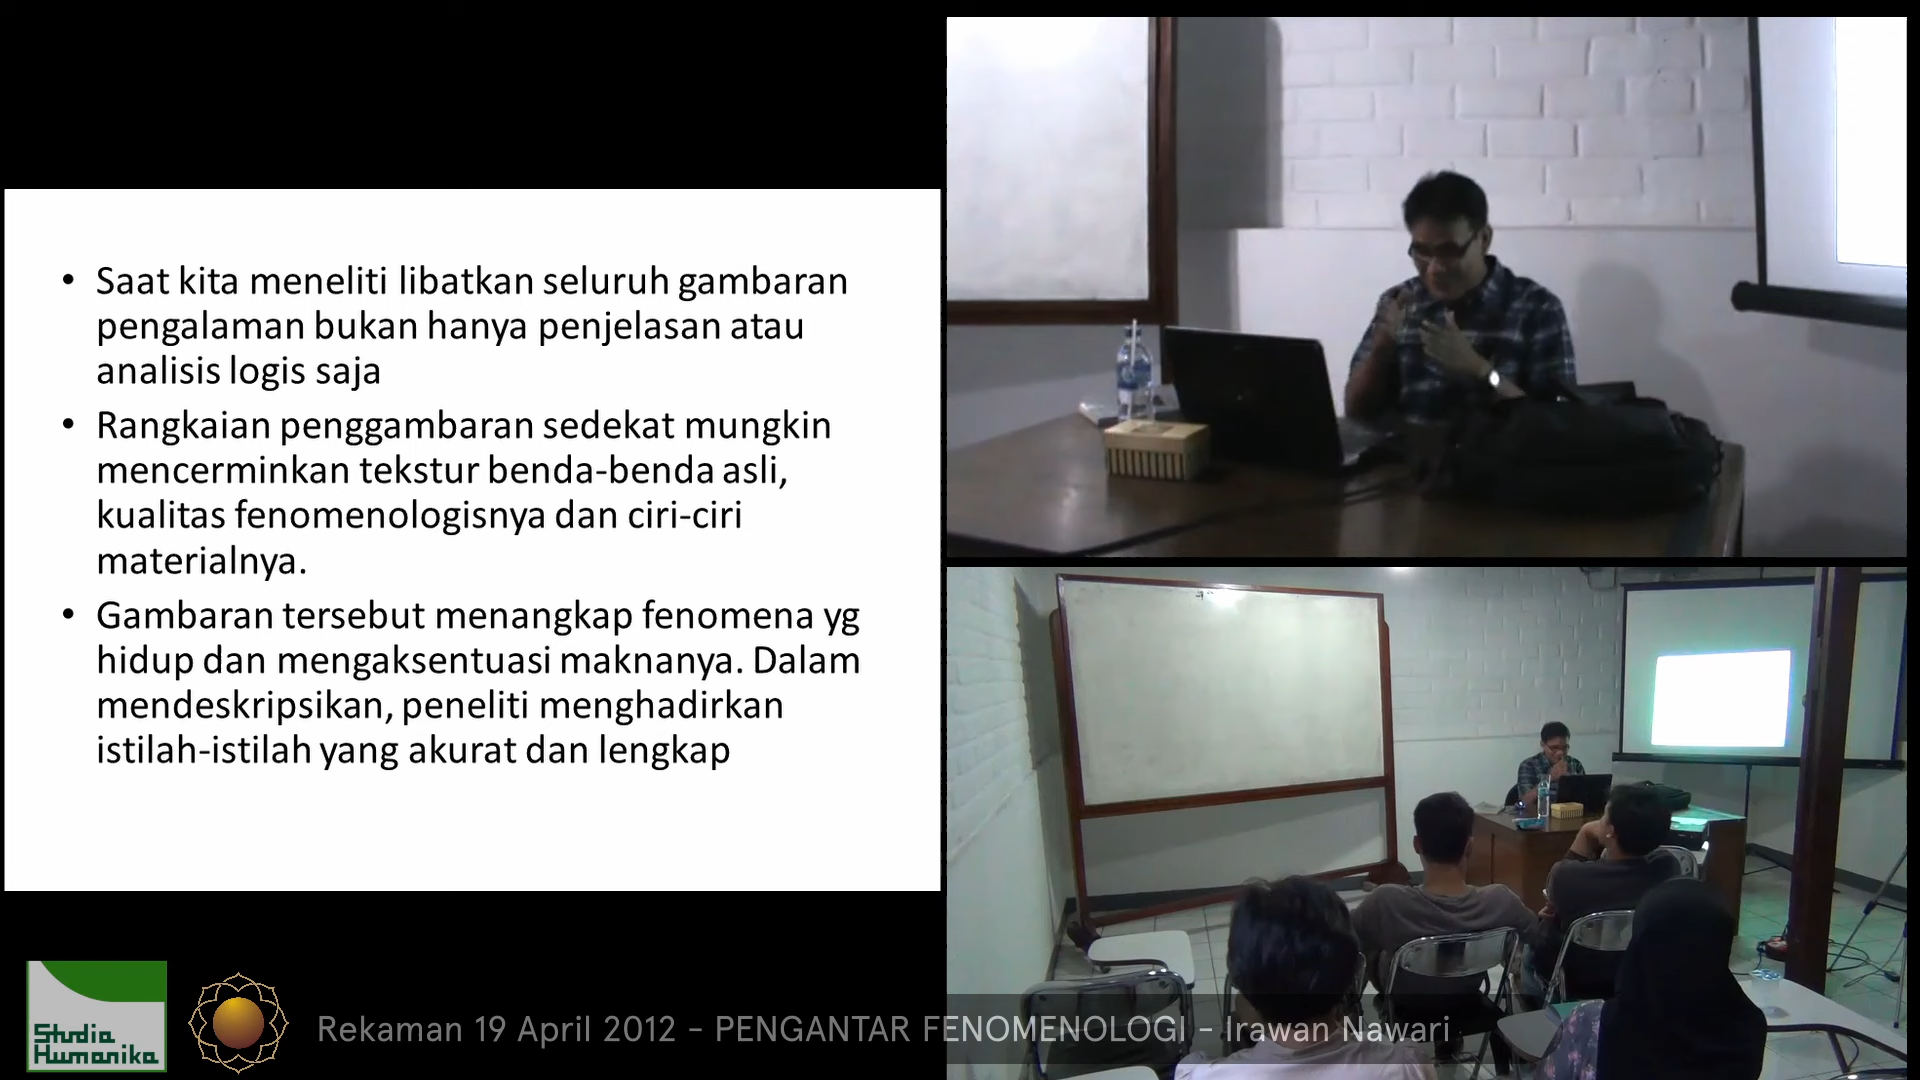 • Saat kita meneliti libatkan seluruh gambaran
pengalaman bukan hanya penjelasan atau
analisis logis saja
• Rangkaian penggambaran sedekat mungkin
mencerminkan tekstur benda-benda asli,
kualitas fenomenologisnya dan ciri-ciri
materialnya.
• Gambaran tersebut menangkap fenomena yg
hidup dan mengaksentuasi maknanya. Dalam
mendeskripsikan, peneliti menghadirkan
istilah-istilah yang akurat dan lengkap
Studia
Humanika
Rekaman 19 April 2012 - PENGANTAR FENOMENOLOGI - Irawan Nawari